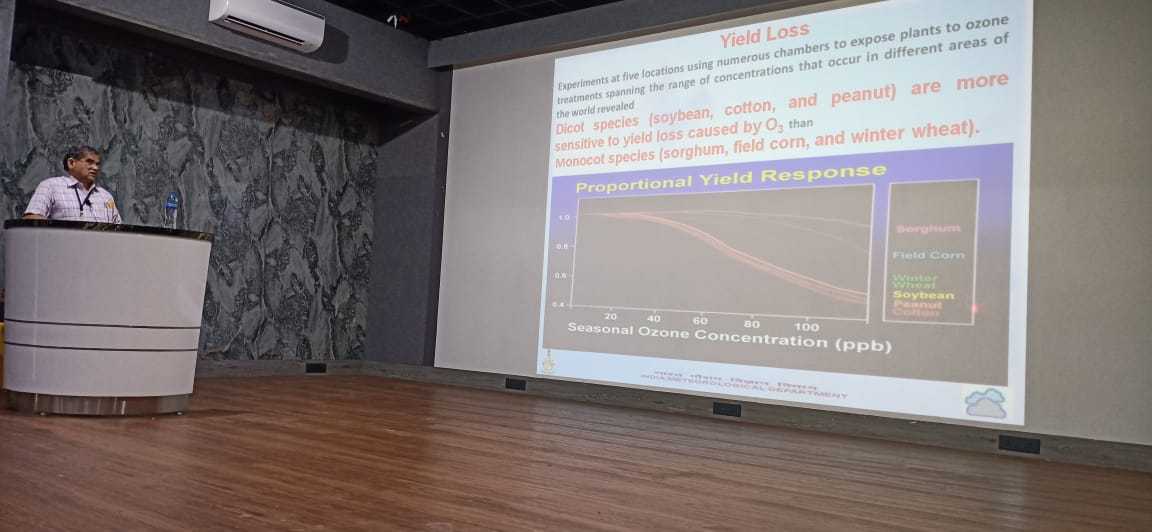 Yield Loss
Experiments at five locations using numerous chambers to expose plants to ozone
treatments spanning the range of concentrations that occur in different areas of
the world revealed
Dicot species (soybean, cotton, and peanut) are more
sensitive to yield loss caused by O₃ than
Monocot species (sorghum, field corn, and winter wheat).
Proportional Yield Response
1.0
0.8
0.6
0.4
20 40 60 80 100
Seasonal Ozone Concentration (ppb)
Sorghum
Field Corn
Winter
Wheat
Soybean
Peanut
Cotton
भारत मौसम विज्ञान विभाग
INDIA METEOROLOGICAL DEPARTMENT